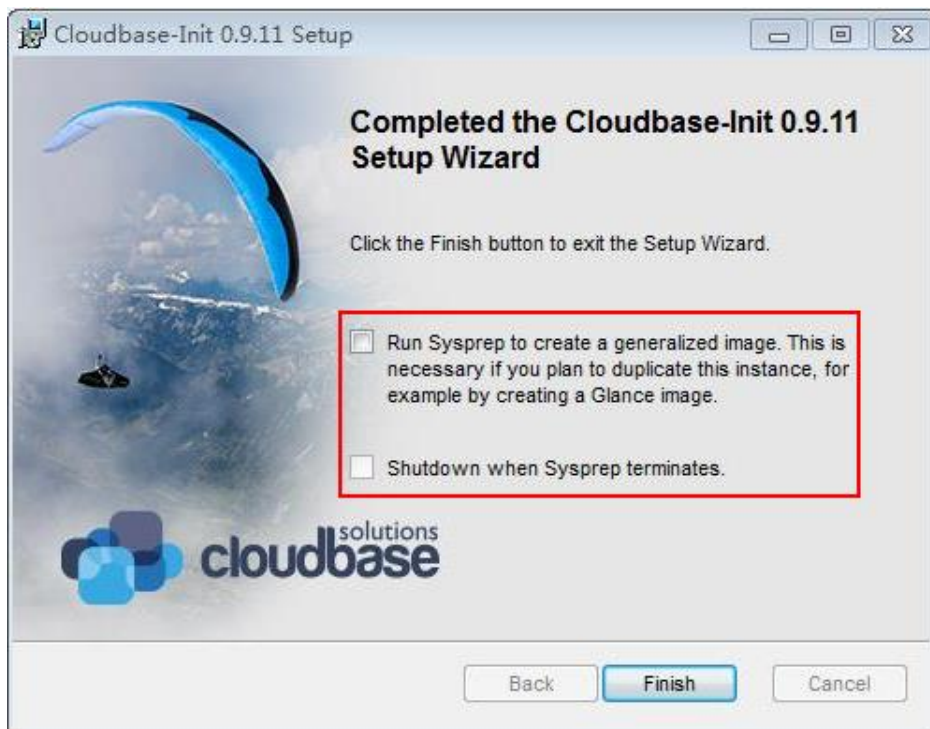 Cloudbase-Init 0.9.11 Setup
Completed the Cloudbase-Init 0.9.11
Setup Wizard
Click the Finish button to exit the Setup Wizard.
Run Sysprep to create a generalized image. This is
necessary if you plan to duplicate this instance, for
example by creating a Glance image.
Shutdown when Sysprep terminates.
solutions
cloudbase
Back
Finish
Cancel